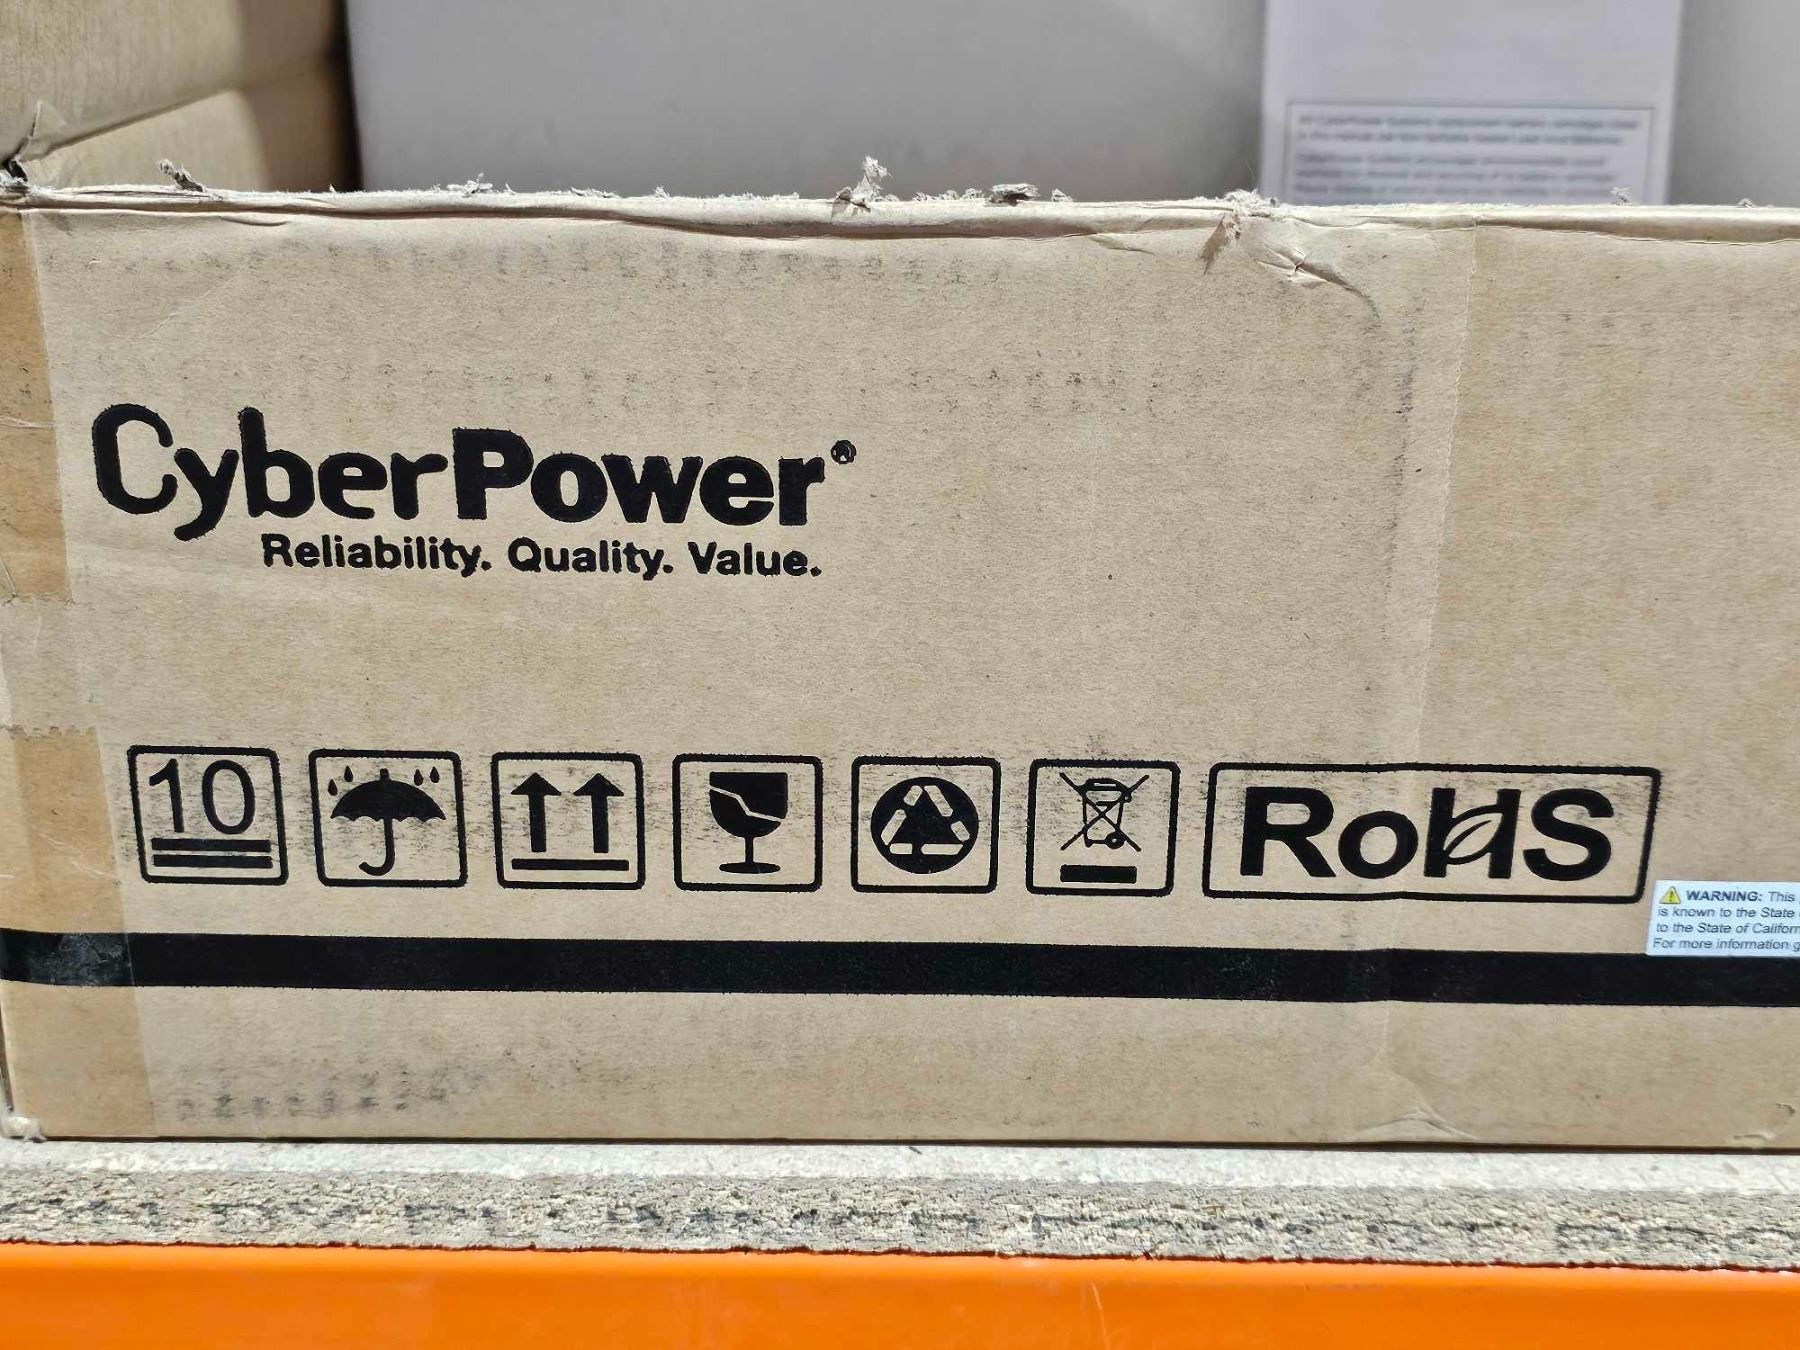 CyberPower®
Reliability. Quality. Value.
10
RoHS
WARNING: This
is known to the State
to the State of Californ
For more information g